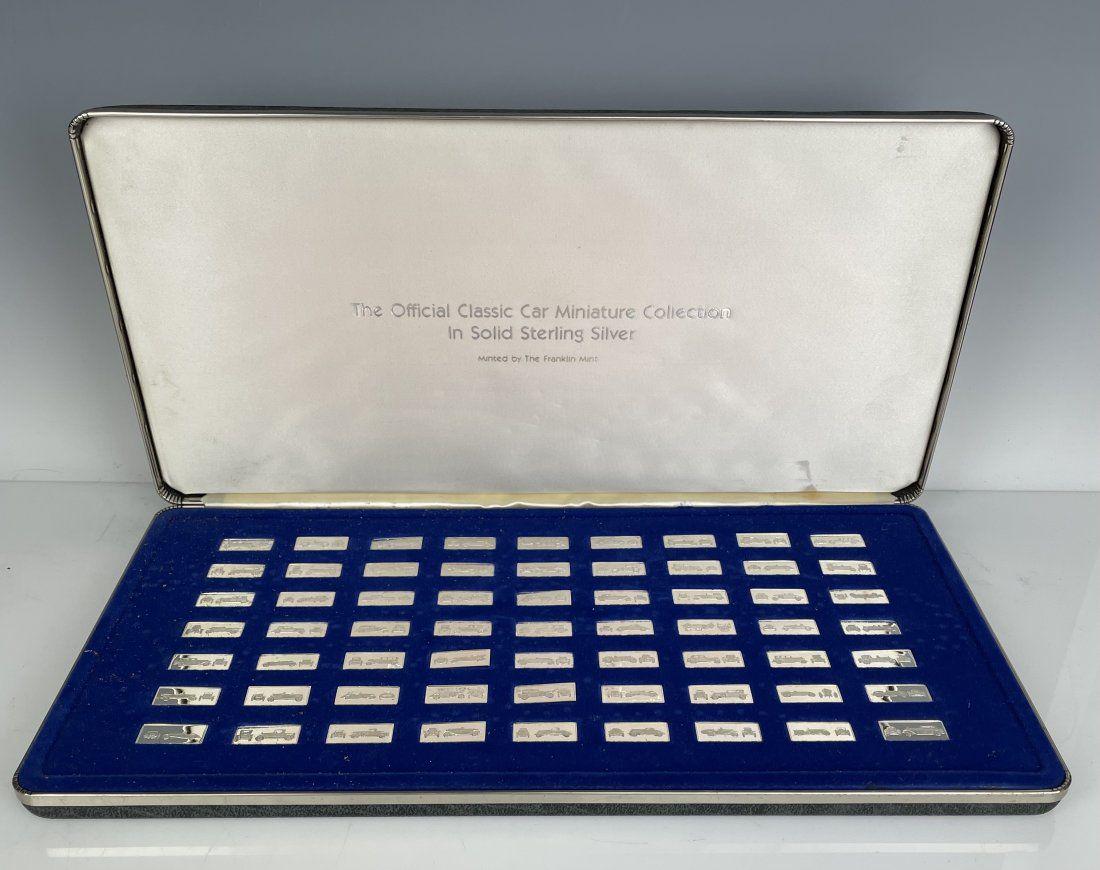 The Official Classic Car Miniature Collection
In Solid Sterling Silver
Minted by The Franklin Mint